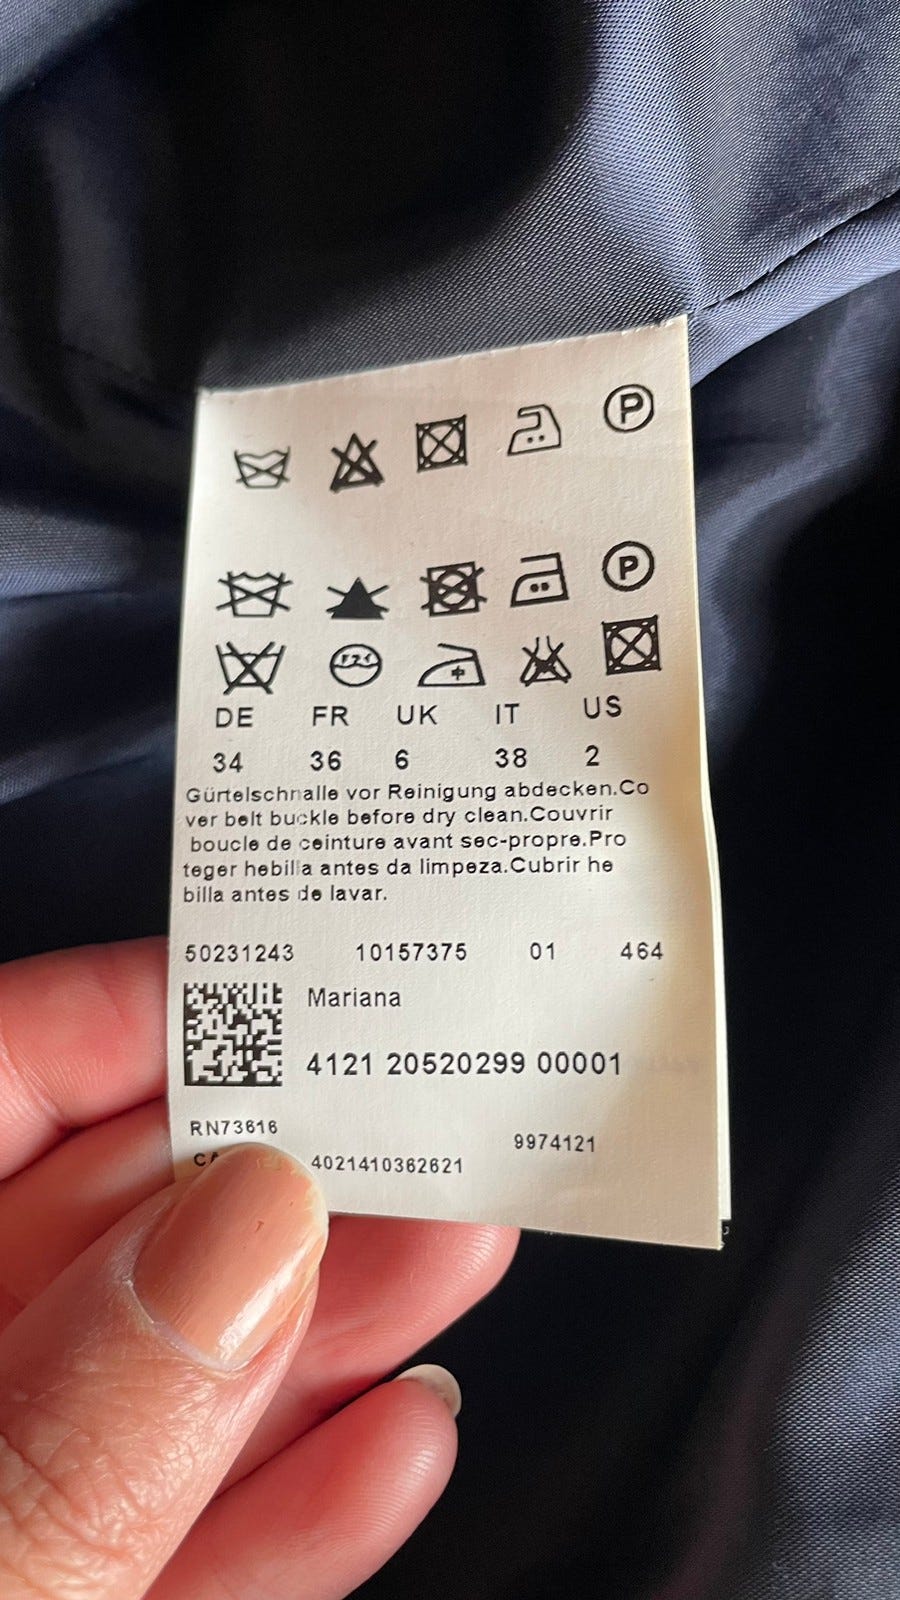 P
P
DE FR UK IT US
34 36 6 38 2
Gürtelschnalle vor Reinigung abdecken.Co
ver belt buckle before dry clean.Couvrir
boucle de ceinture avant sec-propre.Pro
teger hebilla antes da limpeza.Cubrir he
billa antes de lavar.
50231243 10157375 01 464
Mariana
4121 20520299 00001
RN73616
9974121
CA
4021410362621